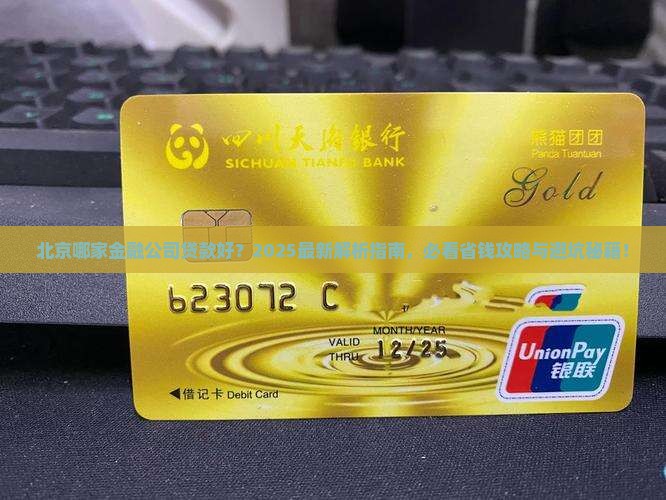 四川天府银行
SICHUAN TIANFU BANK
熊猫团团
Panda Tuantuan
Gold
北京哪家金融公司贷款好？2025最新解析指南，必看省钱攻略与避坑秘籍！
623072 C
MONTH/YEAR
VALID THRU 12/25
UnionPay
银联
◀借记卡 Debit Card